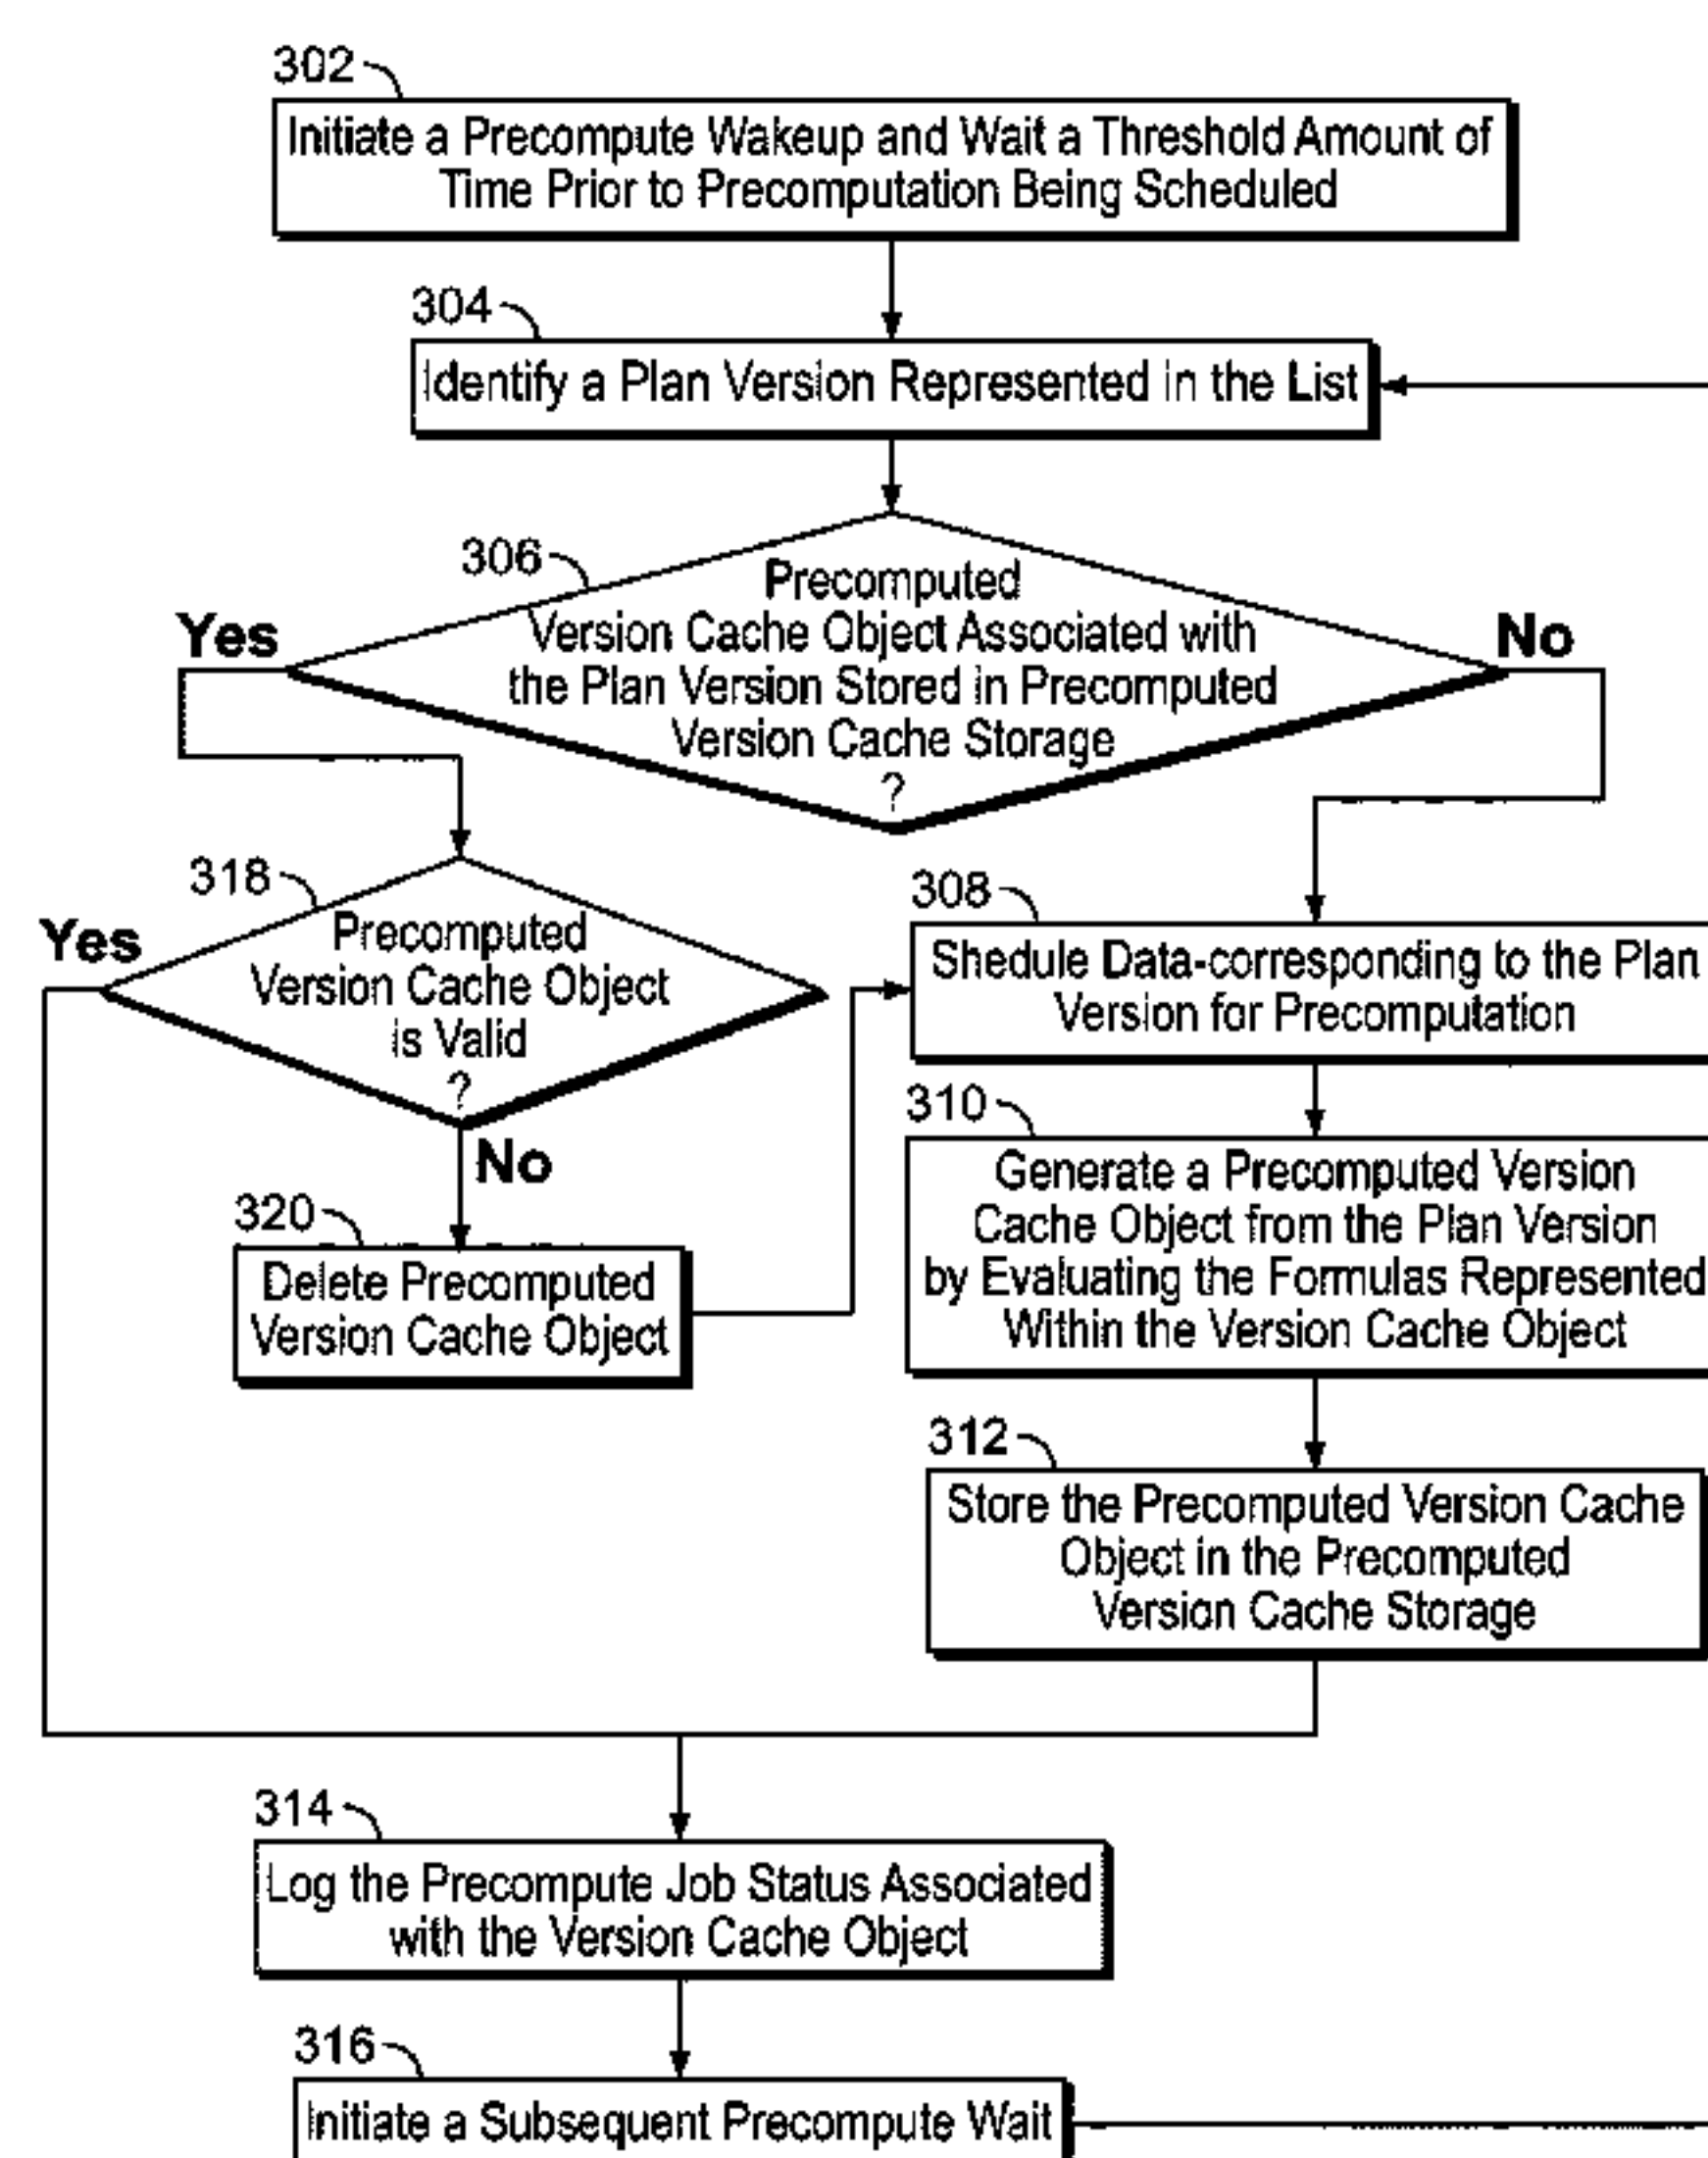 302
Initiate a Precompute Wakeup and Wait a Threshold Amount of
Time Prior to Precomputation Being Scheduled
304
Identify a Plan Version Represented in the List
306
Precomputed
Version Cache Object Associated with
the Plan Version Stored in Precomputed
Version Cache Storage
?
Yes
No
318
Precomputed
Version Cache Object
is Valid
?
Yes
No
320
Delete Precomputed
Version Cache Object
308
Shedule Data-corresponding to the Plan
Version for Precomputation
310
Generate a Precomputed Version
Cache Object from the Plan Version
by Evaluating the Formulas Represented
Within the Version Cache Object
312
Store the Precomputed Version Cache
Object in the Precomputed
Version Cache Storage
314
Log the Precompute Job Status Associated
with the Version Cache Object
316
Initiate a Subsequent Precompute Wait